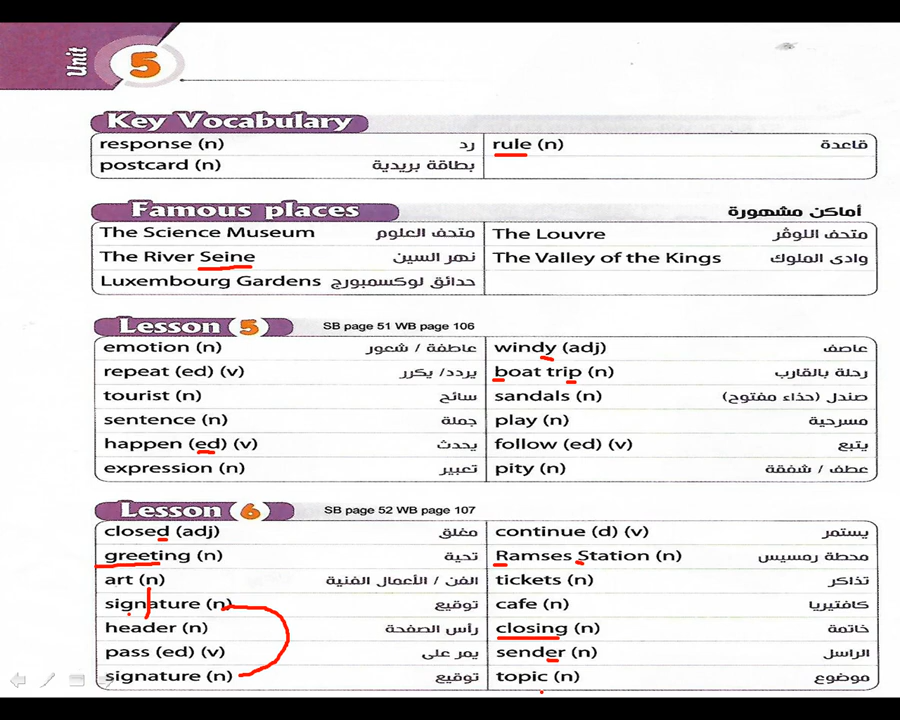 Unit 5
Key Vocabulary
response (n) رد rule (n) قاعدة
postcard (n) بطاقة بريدية
Famous places أماكن مشهورة
The Science Museum متحف العلوم The Louvre متحف اللوڤر
The River Seine نهر السين The Valley of the Kings وادى الملوك
Luxembourg Gardens حدائق لوكسمبورج
Lesson 5 SB page 51 WB page 106
emotion (n) عاطفة / شعور windy (adj) عاصف
repeat (ed) (v) يردد/ يكرر boat trip (n) رحلة بالقارب
tourist (n) سائح sandals (n) صندل (حذاء مفتوح)
sentence (n) جملة play (n) مسرحية
happen (ed) (v) يحدث follow (ed) (v) يتبع
expression (n) تعبير pity (n) عطف / شفقة
Lesson 6 SB page 52 WB page 107
closed (adj) مغلق continue (d) (v) يستمر
greeting (n) تحية Ramses Station (n) محطة رمسيس
art (n) الفن / الأعمال الفنية tickets (n) تذاكر
signature (n) توقيع cafe (n) كافتيريا
header (n) رأس الصفحة closing (n) خاتمة
pass (ed) (v) يمر على sender (n) الراسل
signature (n) توقيع topic (n) موضوع